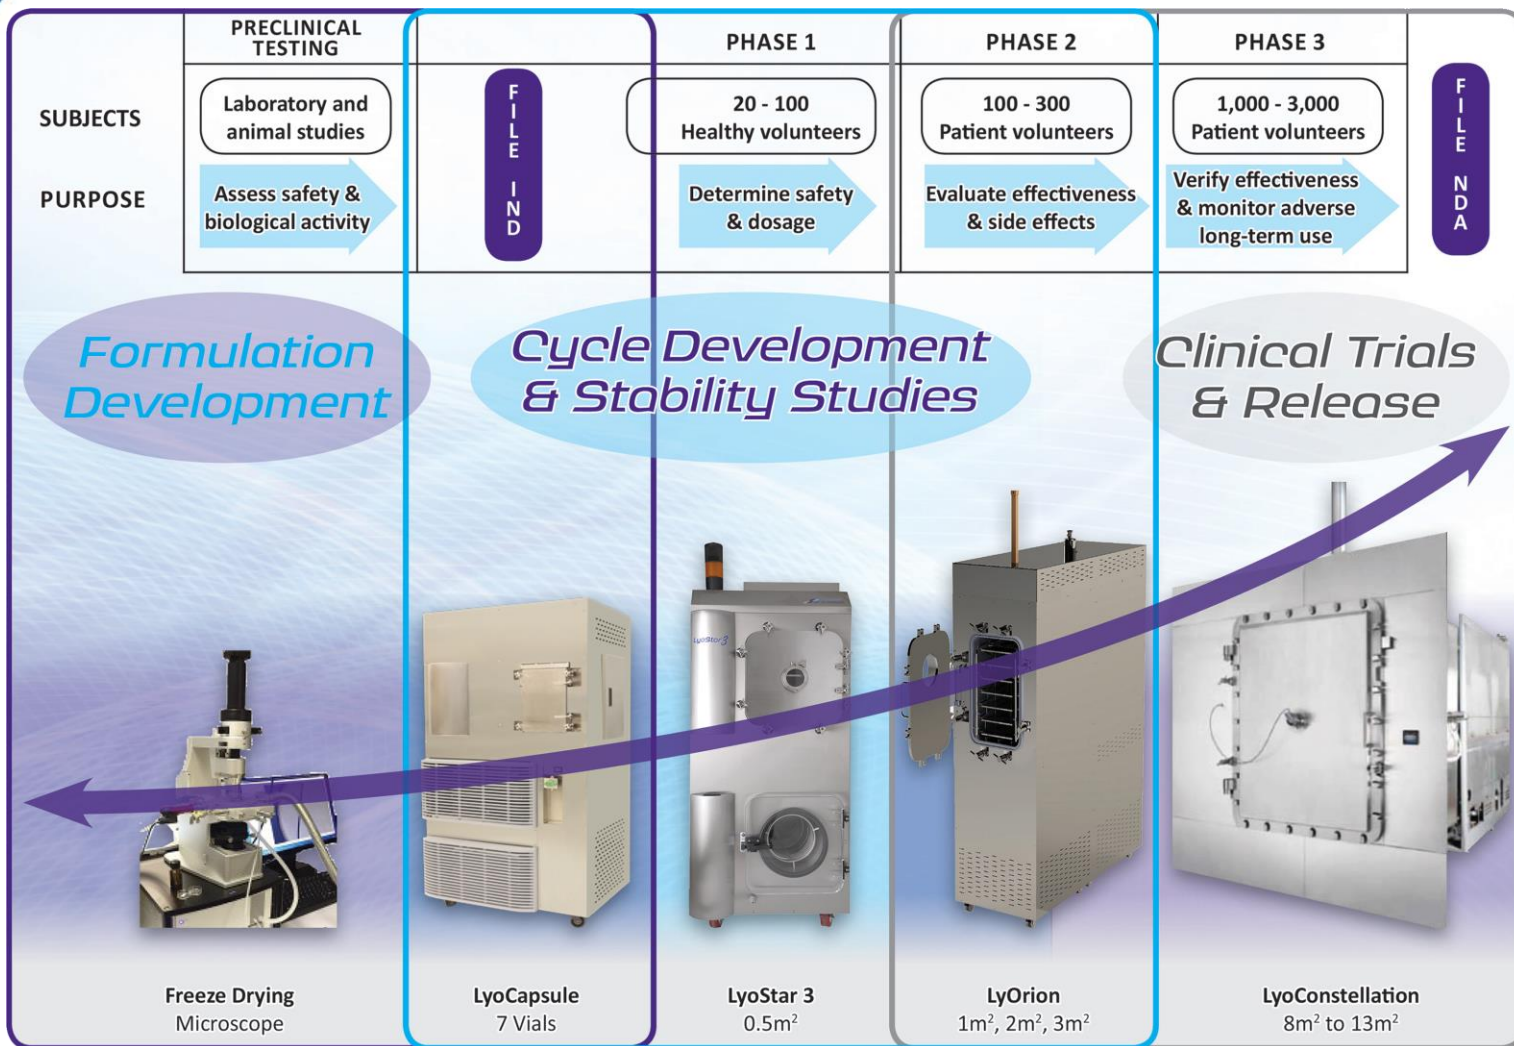 PRECLINICAL
TESTING
PHASE 1
PHASE 2
PHASE 3
SUBJECTS
Laboratory and
animal studies
FILE IND
20 - 100
Healthy volunteers
100 - 300
Patient volunteers
1,000 - 3,000
Patient volunteers
FILE NDA
PURPOSE
Assess safety &
biological activity
Determine safety
& dosage
Evaluate effectiveness
& side effects
Verify effectiveness
& monitor adverse
long-term use
Formulation
Development
Cycle Development
& Stability Studies
Clinical Trials
& Release
LyoStar 3
Freeze Drying
Microscope
LyoCapsule
7 Vials
LyoStar 3
0.5m²
LyOrion
1m², 2m², 3m²
LyoConstellation
8m² to 13m²